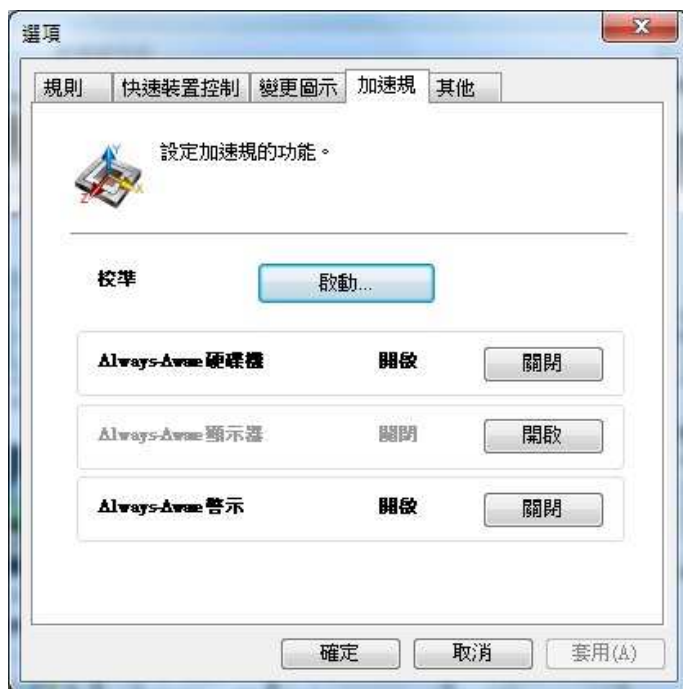 選項
規則 快速裝置控制 變更圖示 加速規 其他
設定加速規的功能。
Y
X
Z
校準 啟動...
Always-Aware 硬碟機 開啟 關閉
Always-Aware 顯示器 關閉 開啟
Always-Aware 警示 開啟 關閉
確定 取消 套用(A)